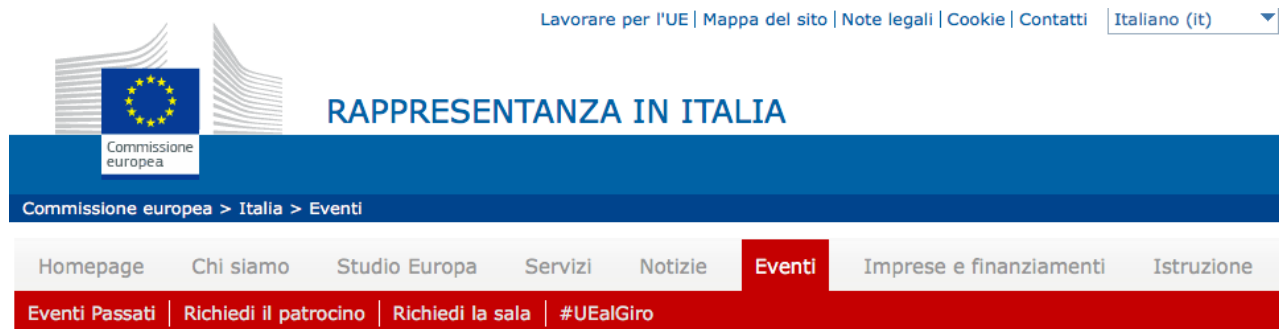 Lavorare per l'UE | Mappa del sito | Note legali | Cookie | Contatti Italiano (it)
RAPPRESENTANZA IN ITALIA
Commissione
europea
Commissione europea > Italia > Eventi
Homepage Chi siamo Studio Europa Servizi Notizie Eventi Imprese e finanziamenti Istruzione
Eventi Passati | Richiedi il patrocino | Richiedi la sala | #UEalGiro